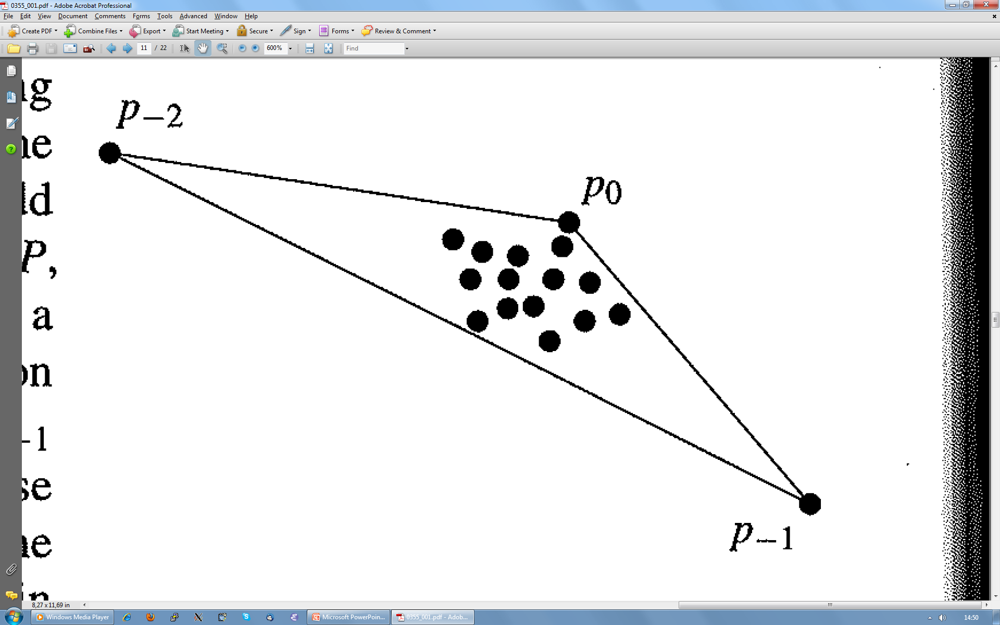 0355_001.pdf - Adobe Acrobat Professional
File Edit View Document Comments Forms Tools Advanced Window Help
Create PDF Combine Files Export Start Meeting Secure Sign Forms Review & Comment
11 / 22 600% Find
p−2
p0
P,
a
−1
p−1
8,27 x 11,69 in
Windows Media Player Microsoft PowerPoin... 0355_001.pdf - Adob...
14:50